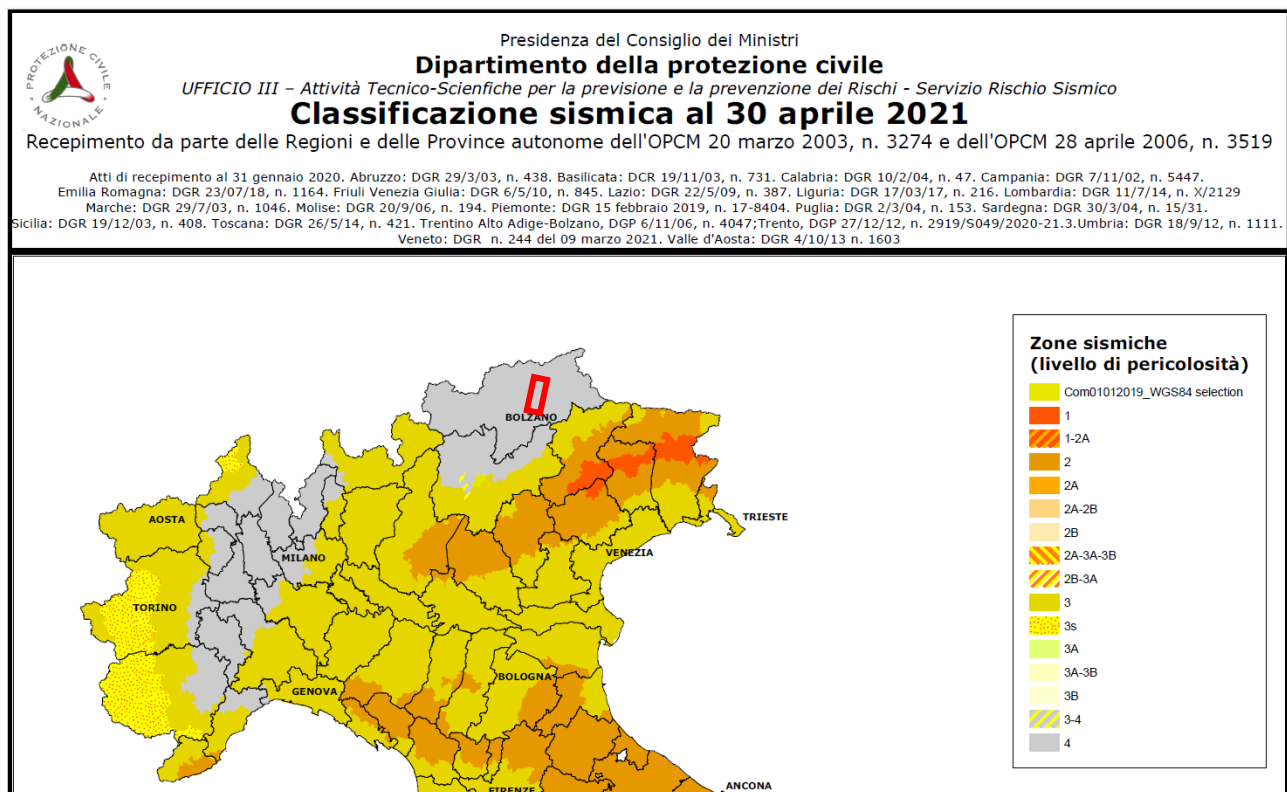 PROTEZIONE CIVILE
NAZIONALE
Presidenza del Consiglio dei Ministri
Dipartimento della protezione civile
UFFICIO III – Attività Tecnico-Scienfiche per la previsione e la prevenzione dei Rischi - Servizio Rischio Sismico
Classificazione sismica al 30 aprile 2021
Recepimento da parte delle Regioni e delle Province autonome dell'OPCM 20 marzo 2003, n. 3274 e dell'OPCM 28 aprile 2006, n. 3519
Atti di recepimento al 31 gennaio 2020. Abruzzo: DGR 29/3/03, n. 438. Basilicata: DCR 19/11/03, n. 731. Calabria: DGR 10/2/04, n. 47. Campania: DGR 7/11/02, n. 5447.
Emilia Romagna: DGR 23/07/18, n. 1164. Friuli Venezia Giulia: DGR 6/5/10, n. 845. Lazio: DGR 22/5/09, n. 387. Liguria: DGR 17/03/17, n. 216. Lombardia: DGR 11/7/14, n. X/2129
Marche: DGR 29/7/03, n. 1046. Molise: DGR 20/9/06, n. 194. Piemonte: DGR 15 febbraio 2019, n. 17-8404. Puglia: DGR 2/3/04, n. 153. Sardegna: DGR 30/3/04, n. 15/31.
Sicilia: DGR 19/12/03, n. 408. Toscana: DGR 26/5/14, n. 421. Trentino Alto Adige-Bolzano, DGP 6/11/06, n. 4047;Trento, DGP 27/12/12, n. 2919/S049/2020-21.3.Umbria: DGR 18/9/12, n. 1111.
Veneto: DGR n. 244 del 09 marzo 2021. Valle d'Aosta: DGR 4/10/13 n. 1603
Zone sismiche
(livello di pericolosità)
Com01012019_WGS84 selection
1
1-2A
2
2A
2A-2B
2B
2A-3A-3B
2B-3A
3
3s
3A
3A-3B
3B
3-4
4
BOLZANO
AOSTA
TRIESTE
MILANO
VENEZIA
TORINO
BOLOGNA
GENOVA
ANCONA
FIRENZE